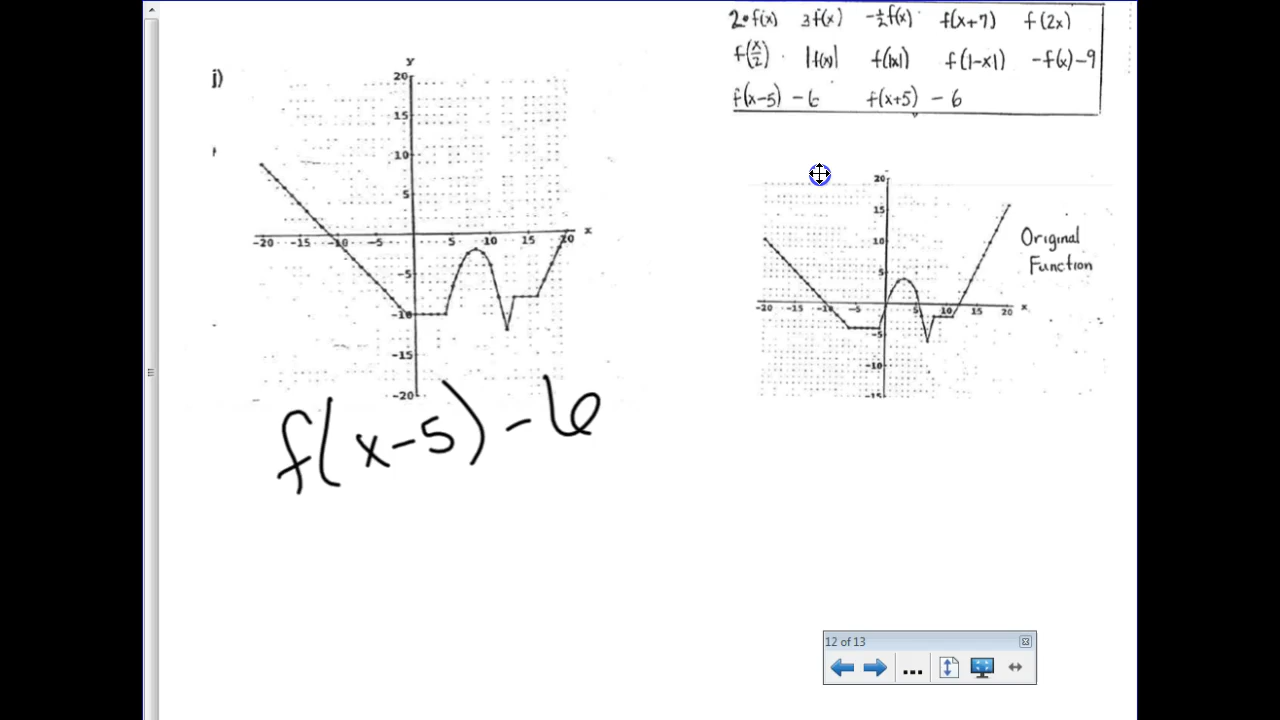 2•f(x) 3f(x) -½f(x) f(x+7) f(2x)
f(x/2) |f(x)| f(|x|) f(1-x1) -f(x)-9
f(x-5) - 6 f(x+5) - 6
j)
y
20
15
10
5
-20 -15 -10 -5 5 10 15 20 x
-5
-10
-15
-20
f(x-5)-6
20
15
10
5
-20 -15 -10 -5 5 10 15 20 x
-5
-10
-15
Original
Function
12 of 13